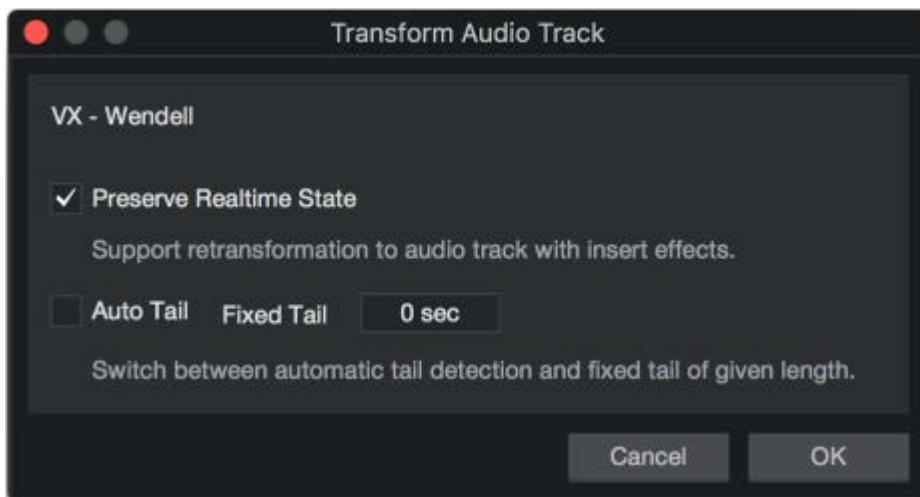 Transform Audio Track
VX - Wendell
Preserve Realtime State
Support retransformation to audio track with insert effects.
Auto Tail Fixed Tail 0 sec
Switch between automatic tail detection and fixed tail of given length.
Cancel OK